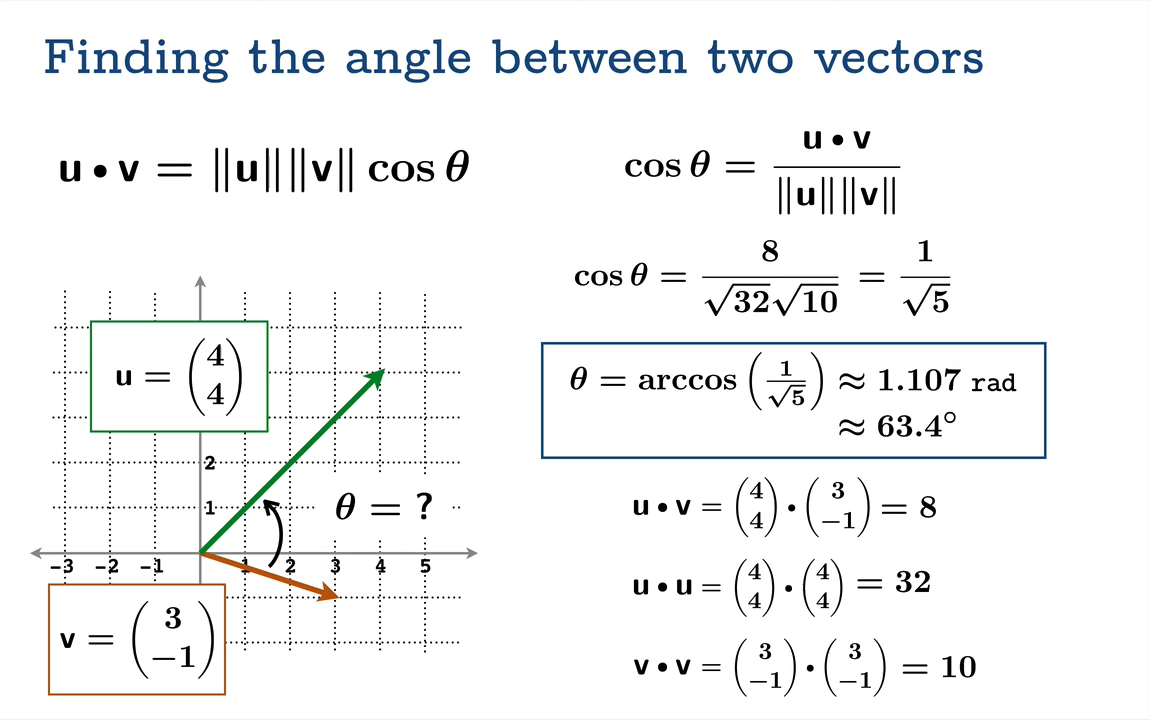 Finding the angle between two vectors
u • v = ‖u‖‖v‖ cos θ
cos θ = u • v / ‖u‖‖v‖
cos θ = 8 / √32√10 = 1 / √5
θ = arccos (1/√5) ≈ 1.107 rad
≈ 63.4°
u • v = (4 4) · (3 −1) = 8
u • u = (4 4) · (4 4) = 32
v • v = (3 −1) · (3 −1) = 10
u = (4 4)
2
1
θ = ?
−3 −2 −1 1 2 3 4 5
v = (3 −1)